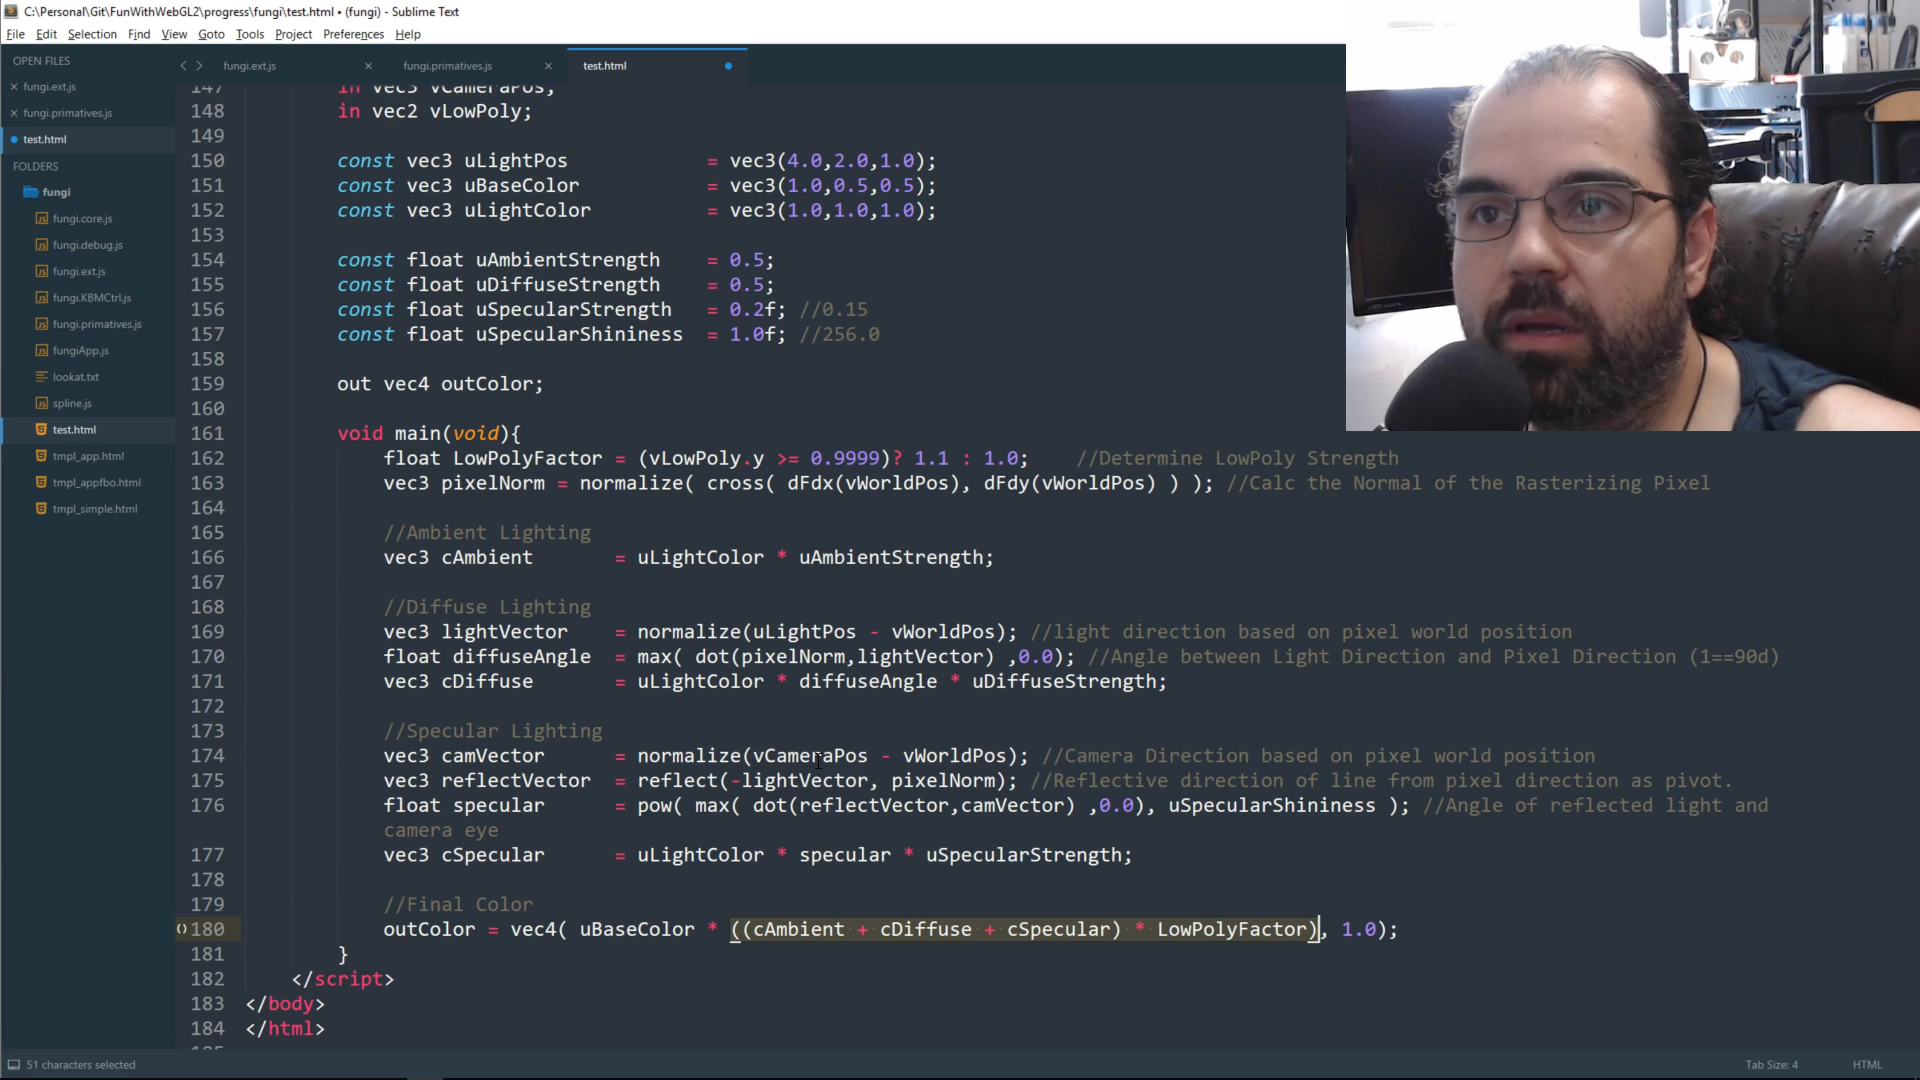 C:\Personal\Git\FunWithWebGL2\progress\fungi\test.html • (fungi) - Sublime Text
File Edit Selection Find View Goto Tools Project Preferences Help
OPEN FILES
fungi.ext.js
fungi.primatives.js
test.html
FOLDERS
fungi
fungi.core.js
fungi.debug.js
fungi.ext.js
fungi.KBMCtrl.js
fungi.primatives.js
fungiApp.js
lookat.txt
spline.js
test.html
tmpl_app.html
tmpl_appfbo.html
tmpl_simple.html
fungi.ext.js fungi.primatives.js test.html
147 in vec3 vCameraPos;
148 in vec2 vLowPoly;
149
150 const vec3 uLightPos = vec3(4.0,2.0,1.0);
151 const vec3 uBaseColor = vec3(1.0,0.5,0.5);
152 const vec3 uLightColor = vec3(1.0,1.0,1.0);
153
154 const float uAmbientStrength = 0.5;
155 const float uDiffuseStrength = 0.5;
156 const float uSpecularStrength = 0.2f; //0.15
157 const float uSpecularShininess = 1.0f; //256.0
158
159 out vec4 outColor;
160
161 void main(void){
162 float LowPolyFactor = (vLowPoly.y >= 0.9999)? 1.1 : 1.0; //Determine LowPoly Strength
163 vec3 pixelNorm = normalize( cross( dFdx(vWorldPos), dFdy(vWorldPos) ) ); //Calc the Normal of the Rasterizing Pixel
164
165 //Ambient Lighting
166 vec3 cAmbient = uLightColor * uAmbientStrength;
167
168 //Diffuse Lighting
169 vec3 lightVector = normalize(uLightPos - vWorldPos); //light direction based on pixel world position
170 float diffuseAngle = max( dot(pixelNorm,lightVector) ,0.0); //Angle between Light Direction and Pixel Direction (1==90d)
171 vec3 cDiffuse = uLightColor * diffuseAngle * uDiffuseStrength;
172
173 //Specular Lighting
174 vec3 camVector = normalize(vCameraPos - vWorldPos); //Camera Direction based on pixel world position
175 vec3 reflectVector = reflect(-lightVector, pixelNorm); //Reflective direction of line from pixel direction as pivot.
176 float specular = pow( max( dot(reflectVector,camVector) ,0.0), uSpecularShininess ); //Angle of reflected light and
camera eye
177 vec3 cSpecular = uLightColor * specular * uSpecularStrength;
178
179 //Final Color
180 outColor = vec4( uBaseColor * ((cAmbient + cDiffuse + cSpecular) * LowPolyFactor), 1.0);
181 }
182 </script>
183 </body>
184 </html>
51 characters selected
Tab Size: 4 HTML